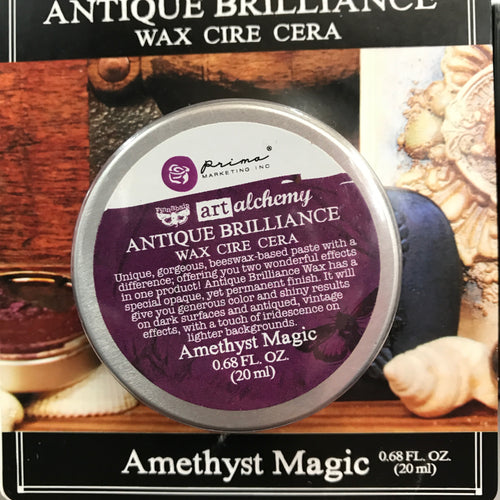 ANTIQUE BRILLIANCE
WAX CIRE CERA
Prima®
MARKETING INC
Finnabair
art alchemy
ANTIQUE BRILLIANCE
WAX CIRE CERA
Unique, gorgeous, beeswax-based paste with a
difference; offering you two wonderful effects
in one product! Antique Brilliance Wax has a
special opaque, yet permanent finish. It will
give you generous color and shiny results
on dark surfaces and antiqued, vintage
effects, with a touch of iridescence on
lighter backgrounds.
Amethyst Magic
0.68 FL. OZ.
(20 ml)
Amethyst Magic 0.68 FL. OZ.
(20 ml)